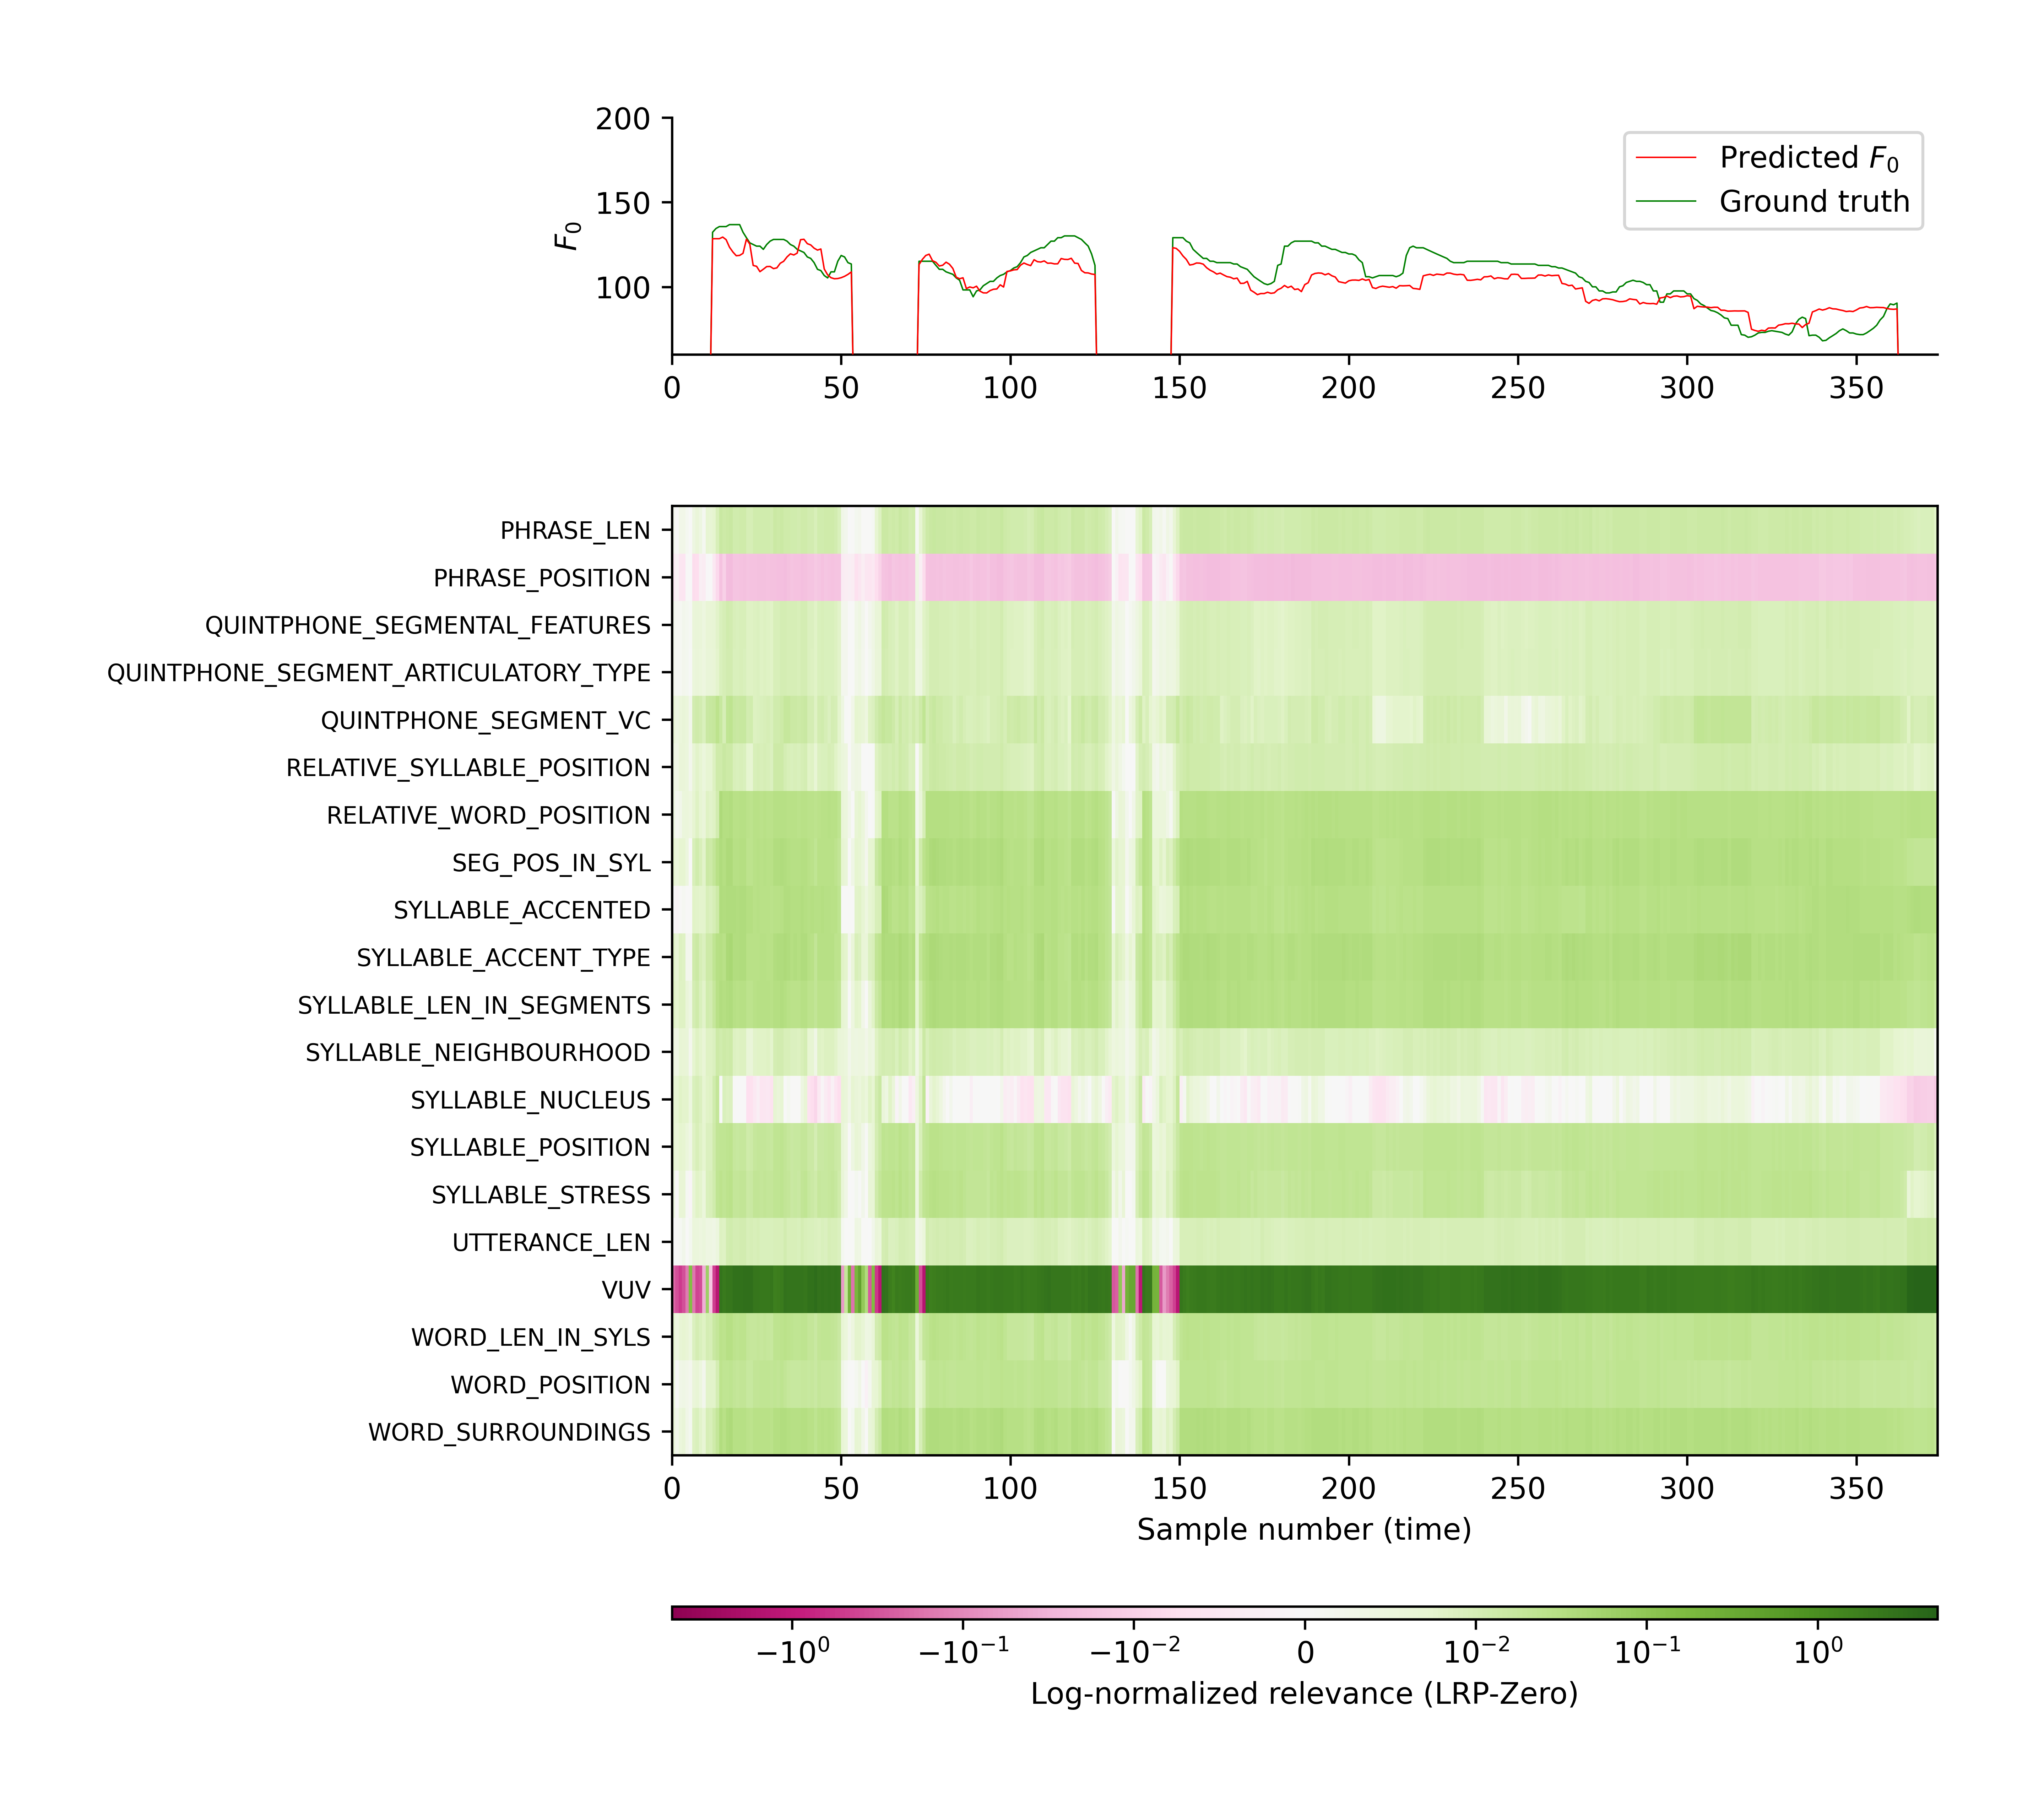 200
150
100
F₀
Predicted F₀
Ground truth
0 50 100 150 200 250 300 350
PHRASE_LEN
PHRASE_POSITION
QUINTPHONE_SEGMENTAL_FEATURES
QUINTPHONE_SEGMENT_ARTICULATORY_TYPE
QUINTPHONE_SEGMENT_VC
RELATIVE_SYLLABLE_POSITION
RELATIVE_WORD_POSITION
SEG_POS_IN_SYL
SYLLABLE_ACCENTED
SYLLABLE_ACCENT_TYPE
SYLLABLE_LEN_IN_SEGMENTS
SYLLABLE_NEIGHBOURHOOD
SYLLABLE_NUCLEUS
SYLLABLE_POSITION
SYLLABLE_STRESS
UTTERANCE_LEN
VUV
WORD_LEN_IN_SYLS
WORD_POSITION
WORD_SURROUNDINGS
0 50 100 150 200 250 300 350
Sample number (time)
−10⁰ −10⁻¹ −10⁻² 0 10⁻² 10⁻¹ 10⁰
Log-normalized relevance (LRP-Zero)